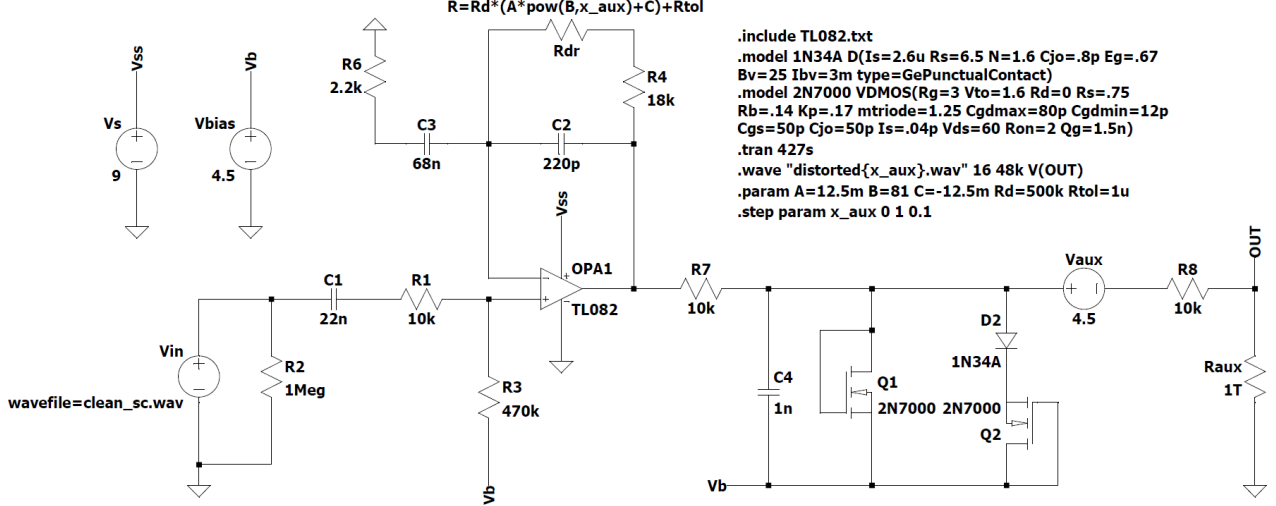 R=Rd*(A*pow(B,x_aux)+C)+Rtol
Rdr
R6
2.2k
R4
18k
C3
68n
C2
220p
Vss
Vs
9
Vb
Vbias
4.5
.include TL082.txt
.model 1N34A D(Is=2.6u Rs=6.5 N=1.6 Cjo=.8p Eg=.67
Bv=25 Ibv=3m type=GePunctualContact)
.model 2N7000 VDMOS(Rg=3 Vto=1.6 Rd=0 Rs=.75
Rb=.14 Kp=.17 mtriode=1.25 Cgdmax=80p Cgdmin=12p
Cgs=50p Cjo=50p Is=.04p Vds=60 Ron=2 Qg=1.5n)
.tran 427s
.wave "distorted{x_aux}.wav" 16 48k V(OUT)
.param A=12.5m B=81 C=-12.5m Rd=500k Rtol=1u
.step param x_aux 0 1 0.1
Vss
OPA1
TL082
C1
22n
R1
10k
Vin
wavefile=clean_sc.wav
R2
1Meg
R3
470k
Vb
R7
10k
C4
1n
Q1
2N7000
D2
1N34A
2N7000
Q2
Vb
Vaux
4.5
R8
10k
OUT
Raux
1T